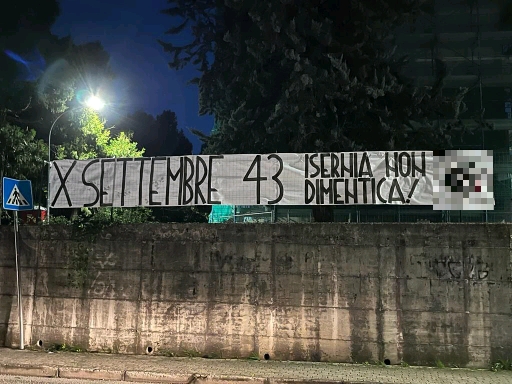 X SETTEMBRE 43 ISERNIA NON
DIMENTICA!